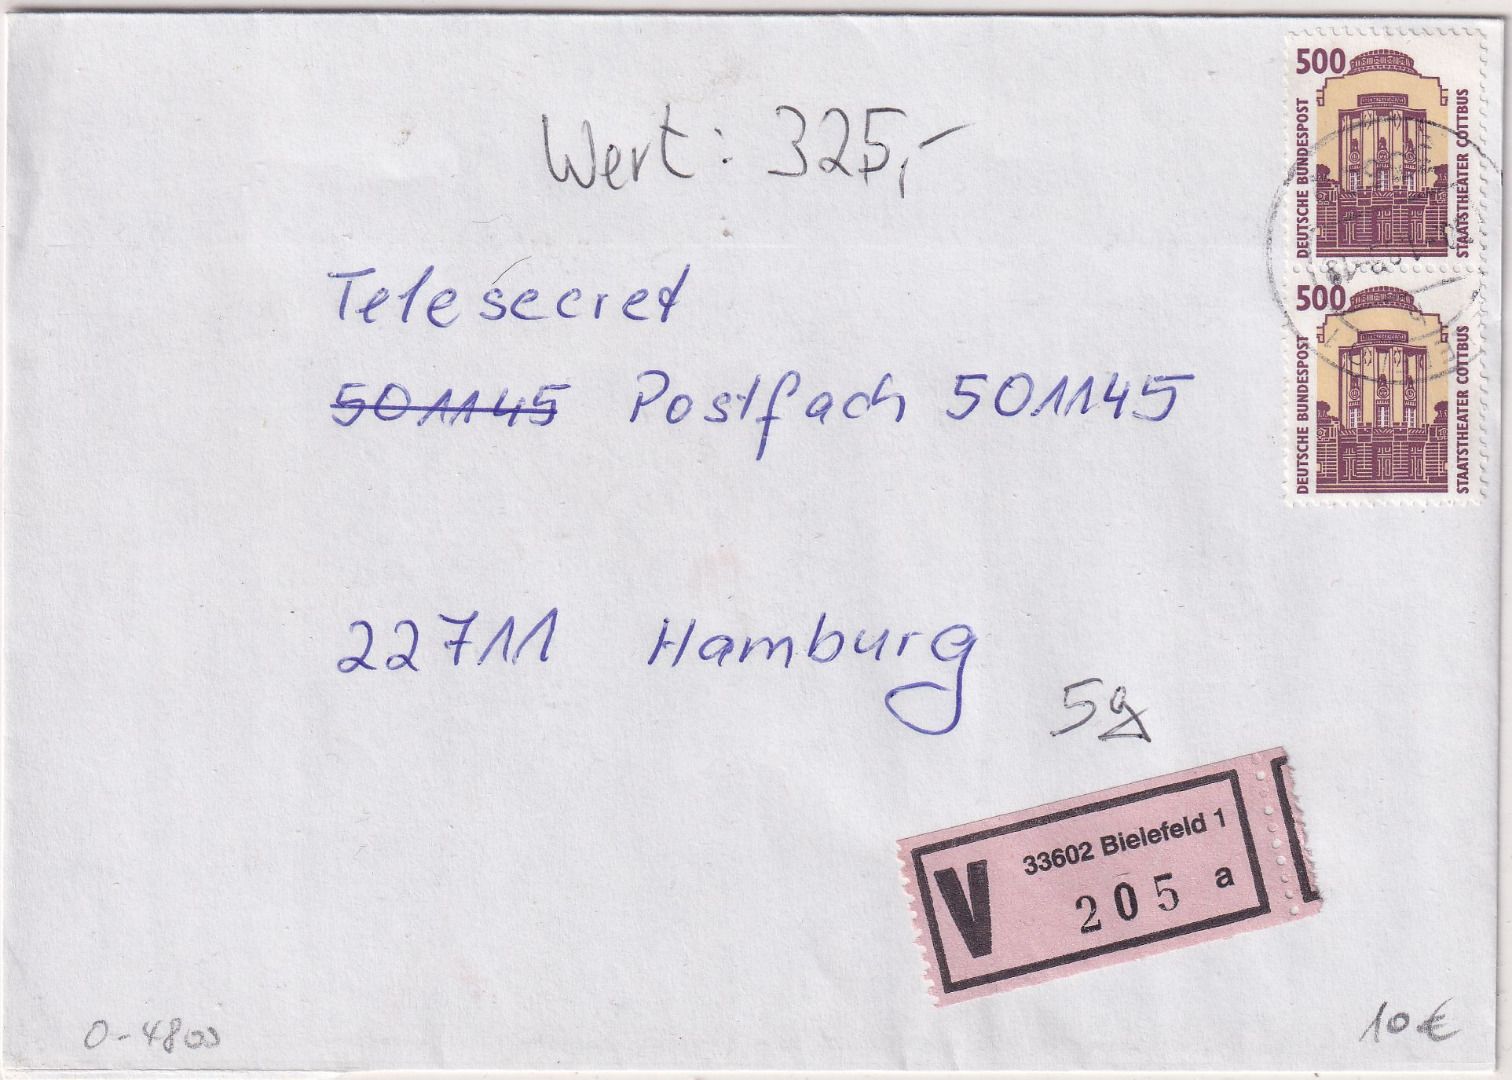 Wert: 325,-
500
DEUTSCHE BUNDESPOST
STAATSTHEATER COTTBUS
500
DEUTSCHE BUNDESPOST
STAATSTHEATER COTTBUS
Telesecret
501145 Postfach 501145
22711 Hamburg
5g
V 33602 Bielefeld 1
205 a
0-4800
10€